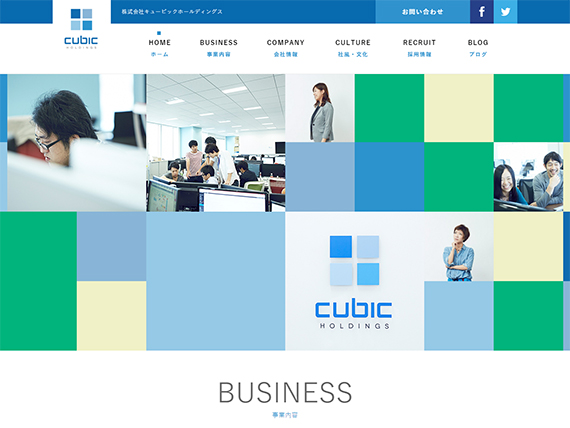 株式会社キュービックホールディングス
お問い合わせ
cubic
HOLDINGS
HOME
ホーム
BUSINESS
事業内容
COMPANY
会社情報
CULTURE
社風・文化
RECRUIT
採用情報
BLOG
ブログ
cubic
HOLDINGS
BUSINESS
事業内容